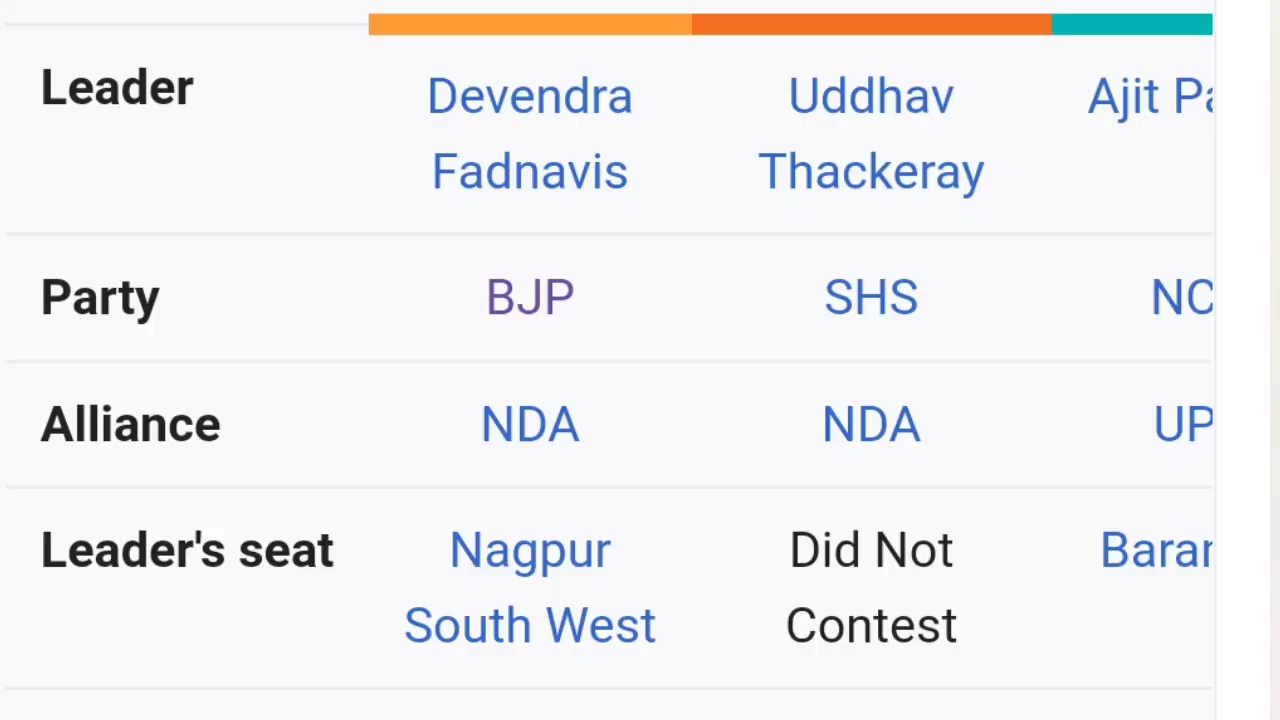 Leader Devendra Uddhav Ajit
Fadnavis Thackeray
Party BJP SHS
Alliance NDA NDA
Leader's seat Nagpur Did Not
South West Contest